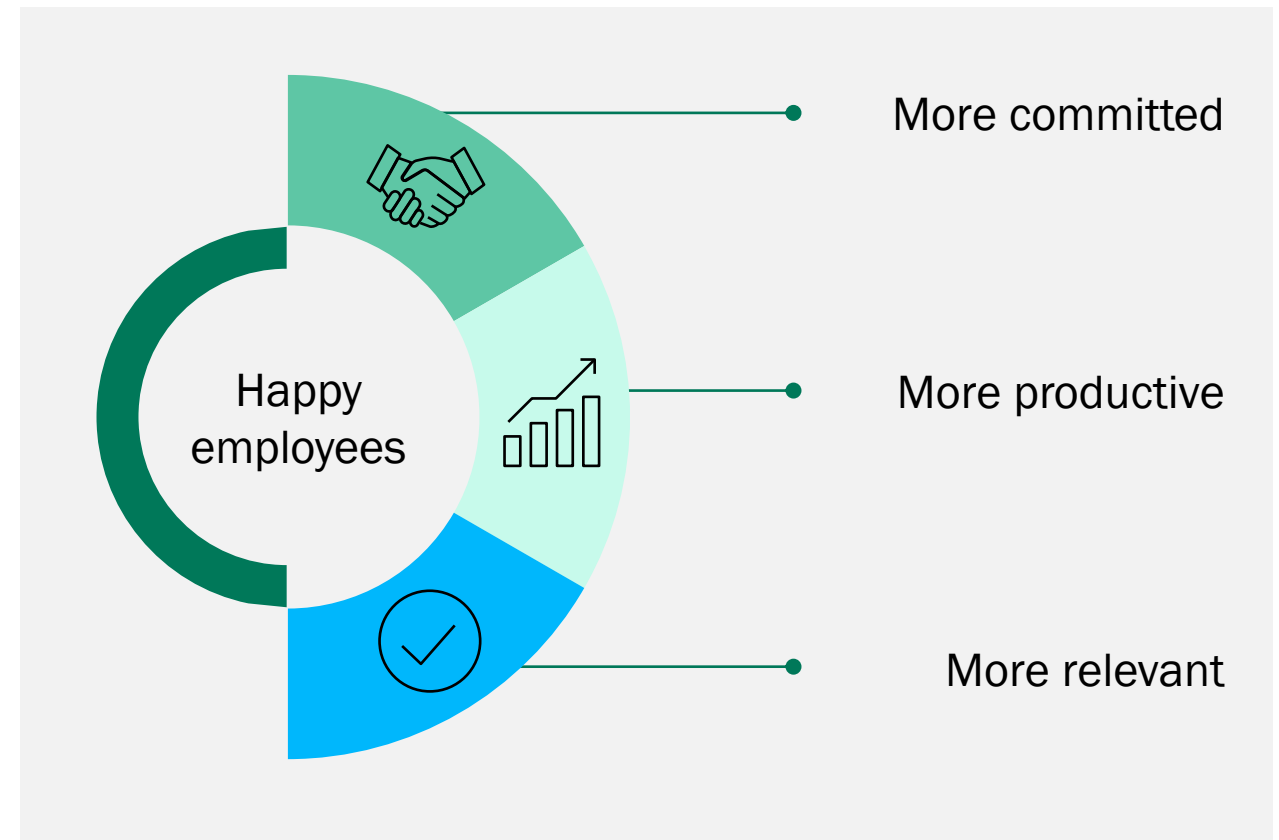 More committed
Happy
employees
More productive
More relevant